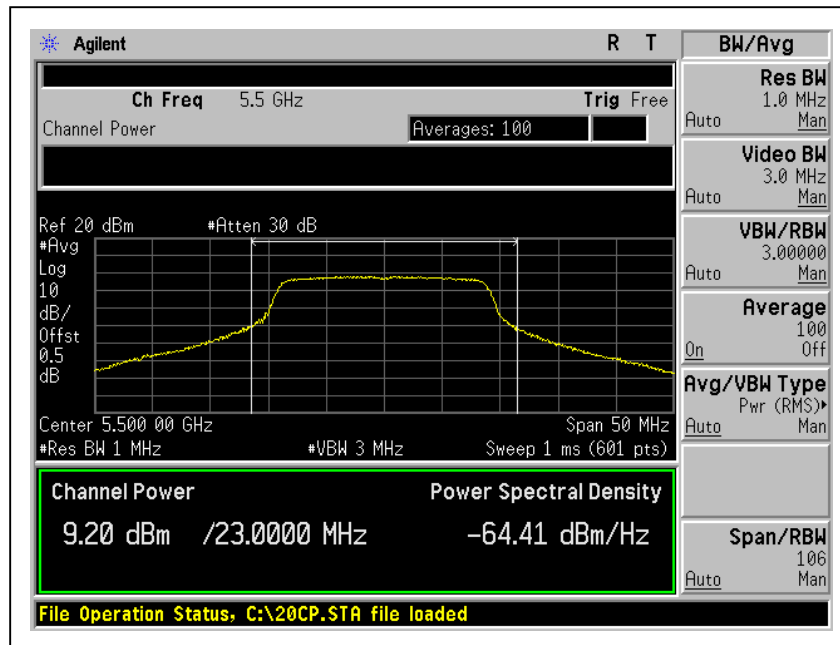 Agilent
R T
Ch Freq 5.5 GHz
Trig Free
Channel Power
Averages: 100
Ref 20 dBm
#Atten 30 dB
#Avg
Log
10
dB/
Offst
0.5
dB
Center 5.500 00 GHz
Span 50 MHz
#Res BW 1 MHz
#VBW 3 MHz
Sweep 1 ms (601 pts)
Channel Power
Power Spectral Density
9.20 dBm /23.0000 MHz
-64.41 dBm/Hz
File Operation Status, C:\20CP.STA file loaded
BW/Avg
Res BW
1.0 MHz
Auto Man
Video BW
3.0 MHz
Auto Man
VBW/RBW
3.00000
Auto Man
Average
100
On Off
Avg/VBW Type
Pwr (RMS)▸
Auto Man
Span/RBW
106
Auto Man